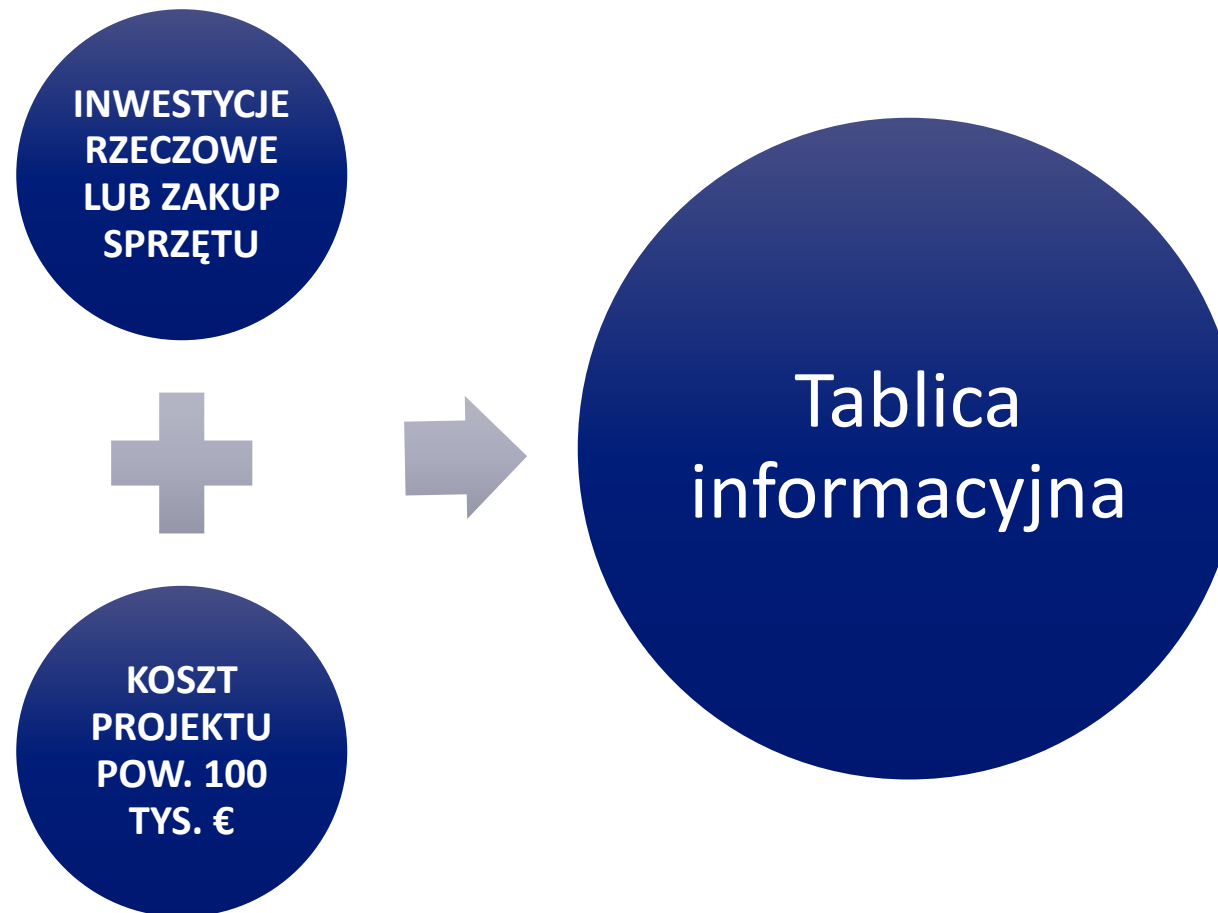 INWESTYCJE
RZECZOWE
LUB ZAKUP
SPRZĘTU
KOSZT
PROJEKTU
POW. 100
TYS. €
Tablica
informacyjna